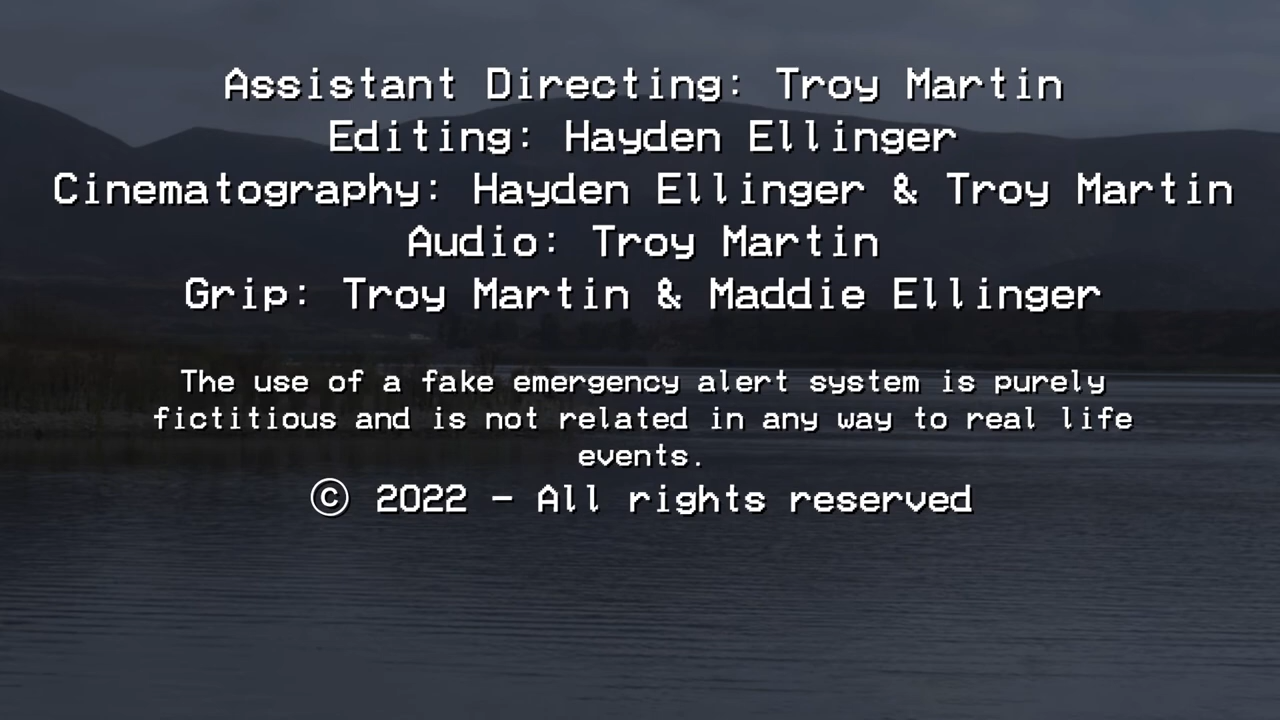 Assistant Directing: Troy Martin
Editing: Hayden Ellinger
Cinematography: Hayden Ellinger & Troy Martin
Audio: Troy Martin
Grip: Troy Martin & Maddie Ellinger
The use of a fake emergency alert system is purely
fictitious and is not related in any way to real life
events.
© 2022 - All rights reserved